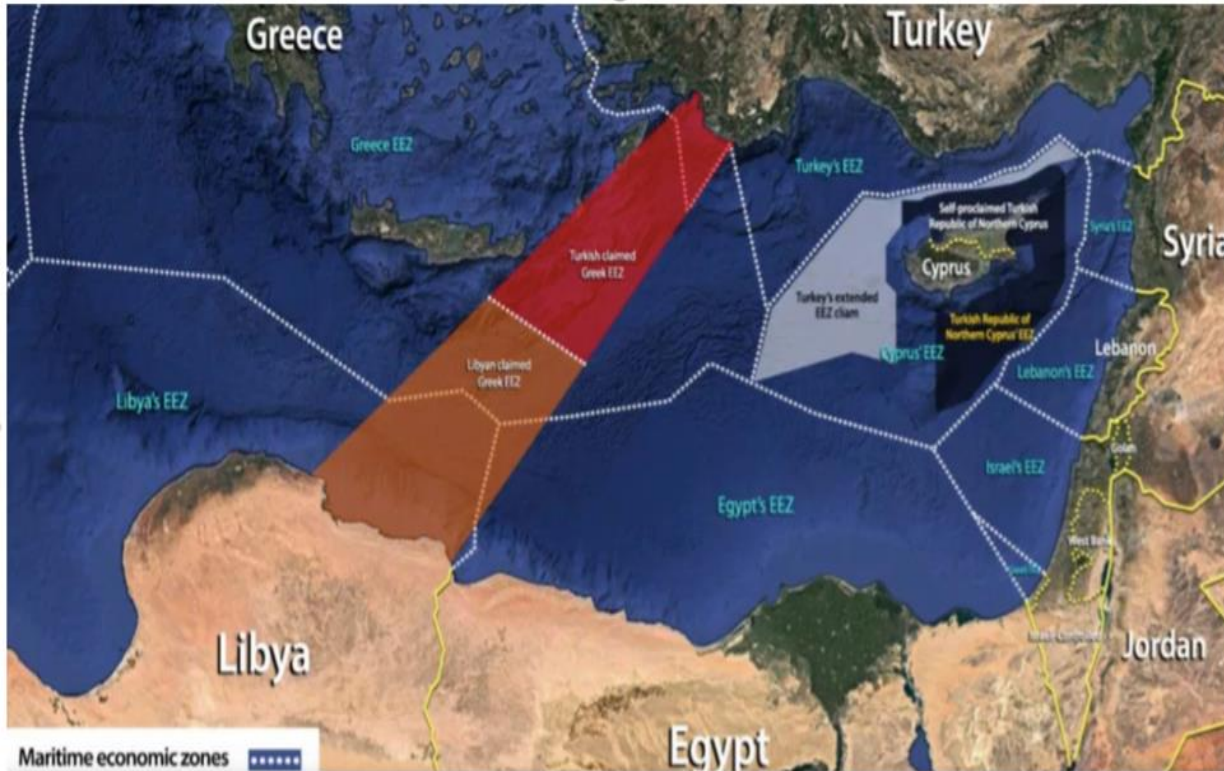 Greece
Turkey
Greece EEZ
Turkey's EEZ
Self-proclaimed Turkish
Republic of Northern Cyprus
Syria's EEZ
Syria
Turkish claimed
Greek EEZ
Cyprus
Turkey's extended
EEZ cliam
Turkish Republic of
Northern Cyprus' EEZ
Cyprus' EEZ
Lebanon
Libyan claimed
Greek EEZ
Lebanon's EEZ
Libya's EEZ
Golan
Israel's EEZ
Egypt's EEZ
West Bank
Libya
Jordan
Egypt
Maritime economic zones